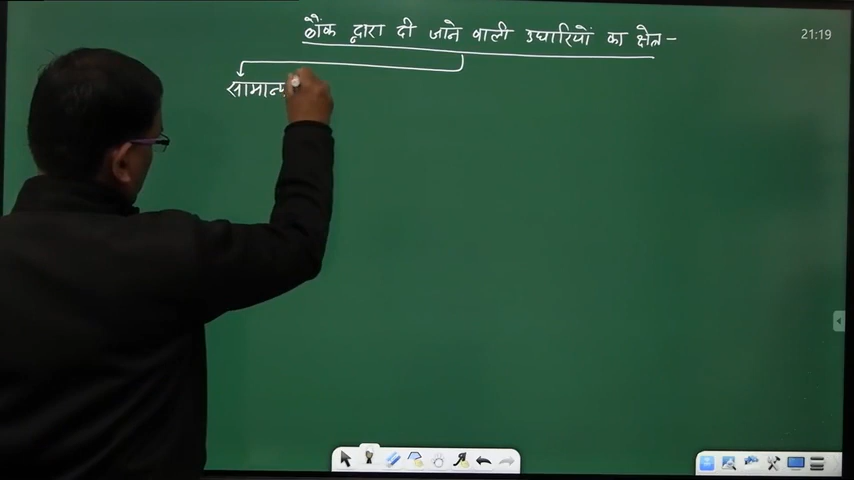 बैंक द्वारा दी जाने वाली उधारियों का क्षेत्र -
21:19
सामान्य